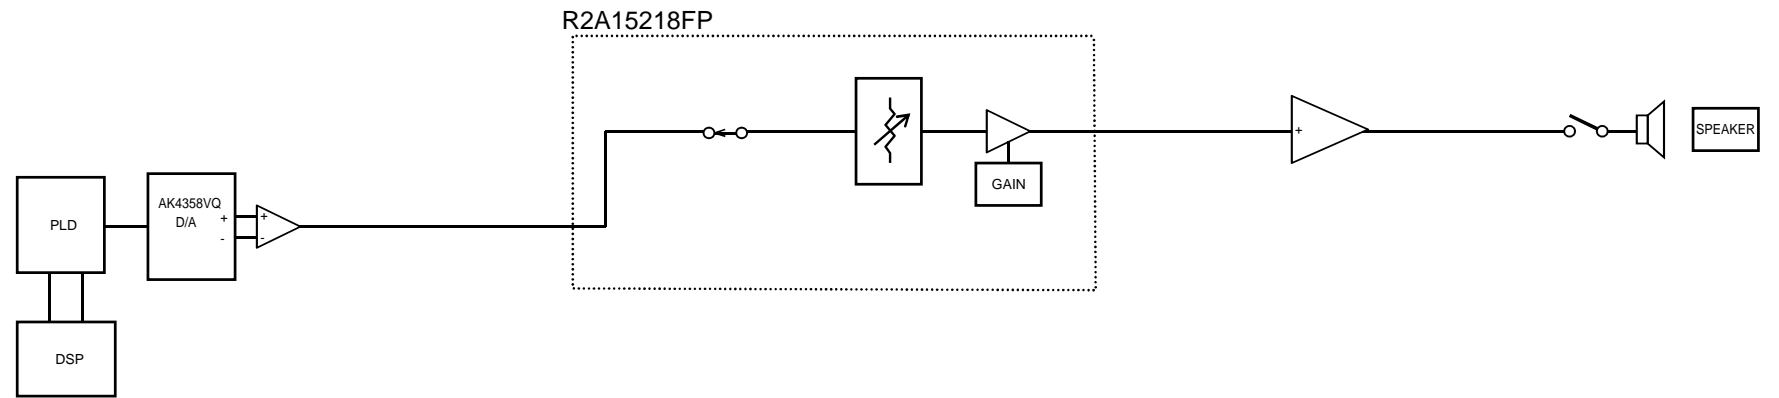 R2A15218FP
GAIN
+
SPEAKER
PLD
AK4358VQ
D/A
+
-
+
-
DSP